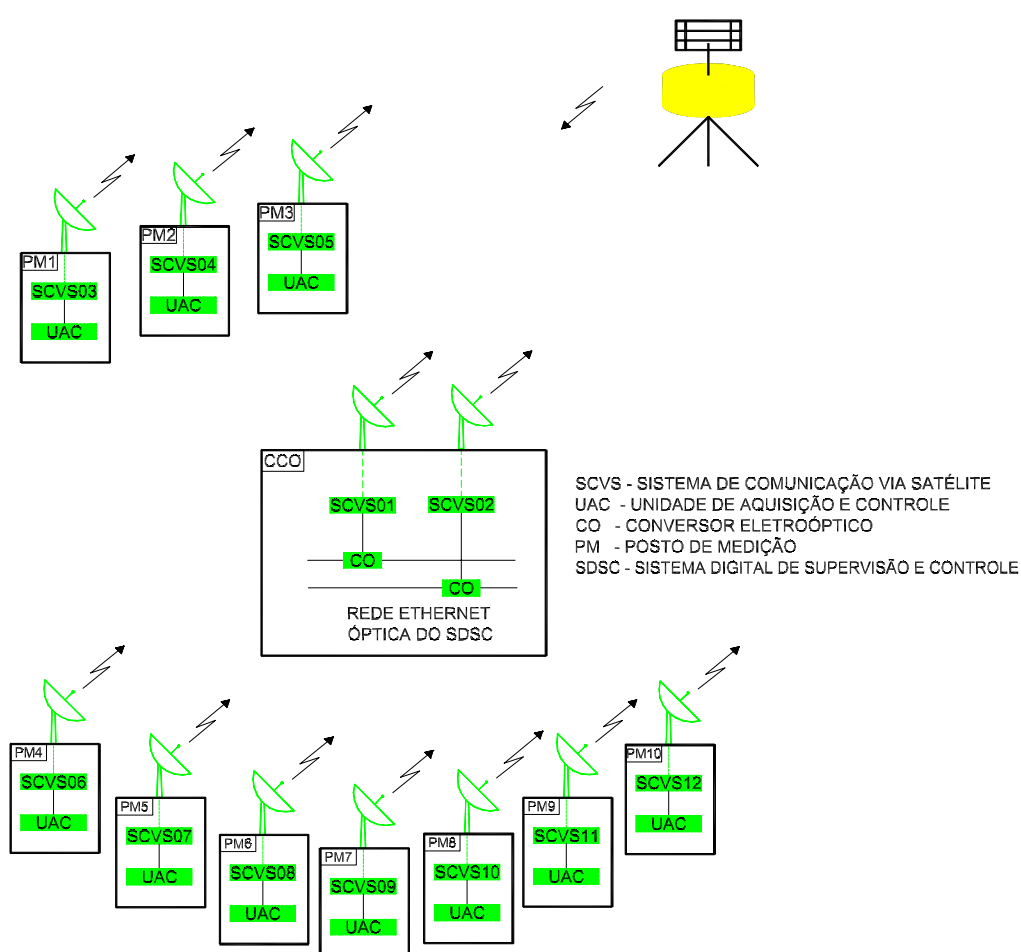 PM1
SCVS03
UAC
PM2
SCVS04
UAC
PM3
SCVS05
UAC
CCO
SCVS01
SCVS02
CO
CO
REDE ETHERNET
ÓPTICA DO SDSC
SCVS - SISTEMA DE COMUNICAÇÃO VIA SATÉLITE
UAC - UNIDADE DE AQUISIÇÃO E CONTROLE
CO - CONVERSOR ELETROÓPTICO
PM - POSTO DE MEDIÇÃO
SDSC - SISTEMA DIGITAL DE SUPERVISÃO E CONTROLE
PM4
SCVS06
UAC
PM5
SCVS07
UAC
PM6
SCVS08
UAC
PM7
SCVS09
UAC
PM8
SCVS10
UAC
PM9
SCVS11
UAC
PM10
SCVS12
UAC